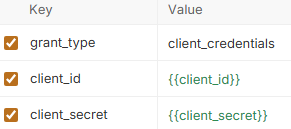 Key Value
grant_type client_credentials
client_id {{client_id}}
client_secret {{client_secret}}